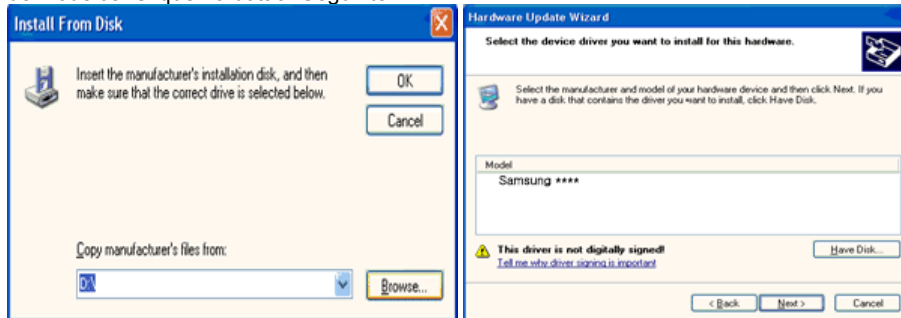 Install From Disk
Insert the manufacturer's installation disk, and then
make sure that the correct drive is selected below.
OK
Cancel
Copy manufacturer's files from:
D:\
Browse...
Hardware Update Wizard
Select the device driver you want to install for this hardware.
Select the manufacturer and model of your hardware device and then click Next. If you
have a disk that contains the driver you want to install, click Have Disk.
Model
Samsung ****
This driver is not digitally signed!
Tell me why driver signing is important
Have Disk...
< Back
Next >
Cancel